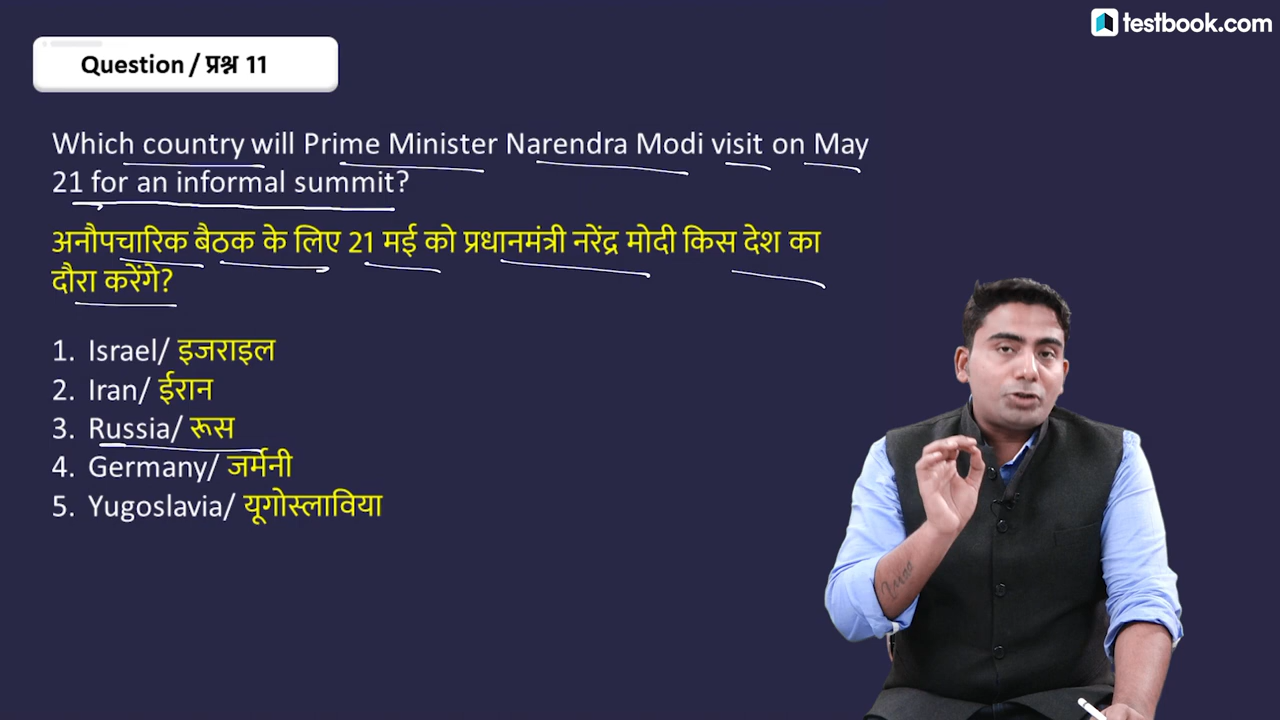 testbook.com
Question / प्रश्न 11
Which country will Prime Minister Narendra Modi visit on May
21 for an informal summit?
अनौपचारिक बैठक के लिए 21 मई को प्रधानमंत्री नरेंद्र मोदी किस देश का
दौरा करेंगे?
1. Israel/ इजराइल
2. Iran/ ईरान
3. Russia/ रूस
4. Germany/ जर्मनी
5. Yugoslavia/ यूगोस्लाविया